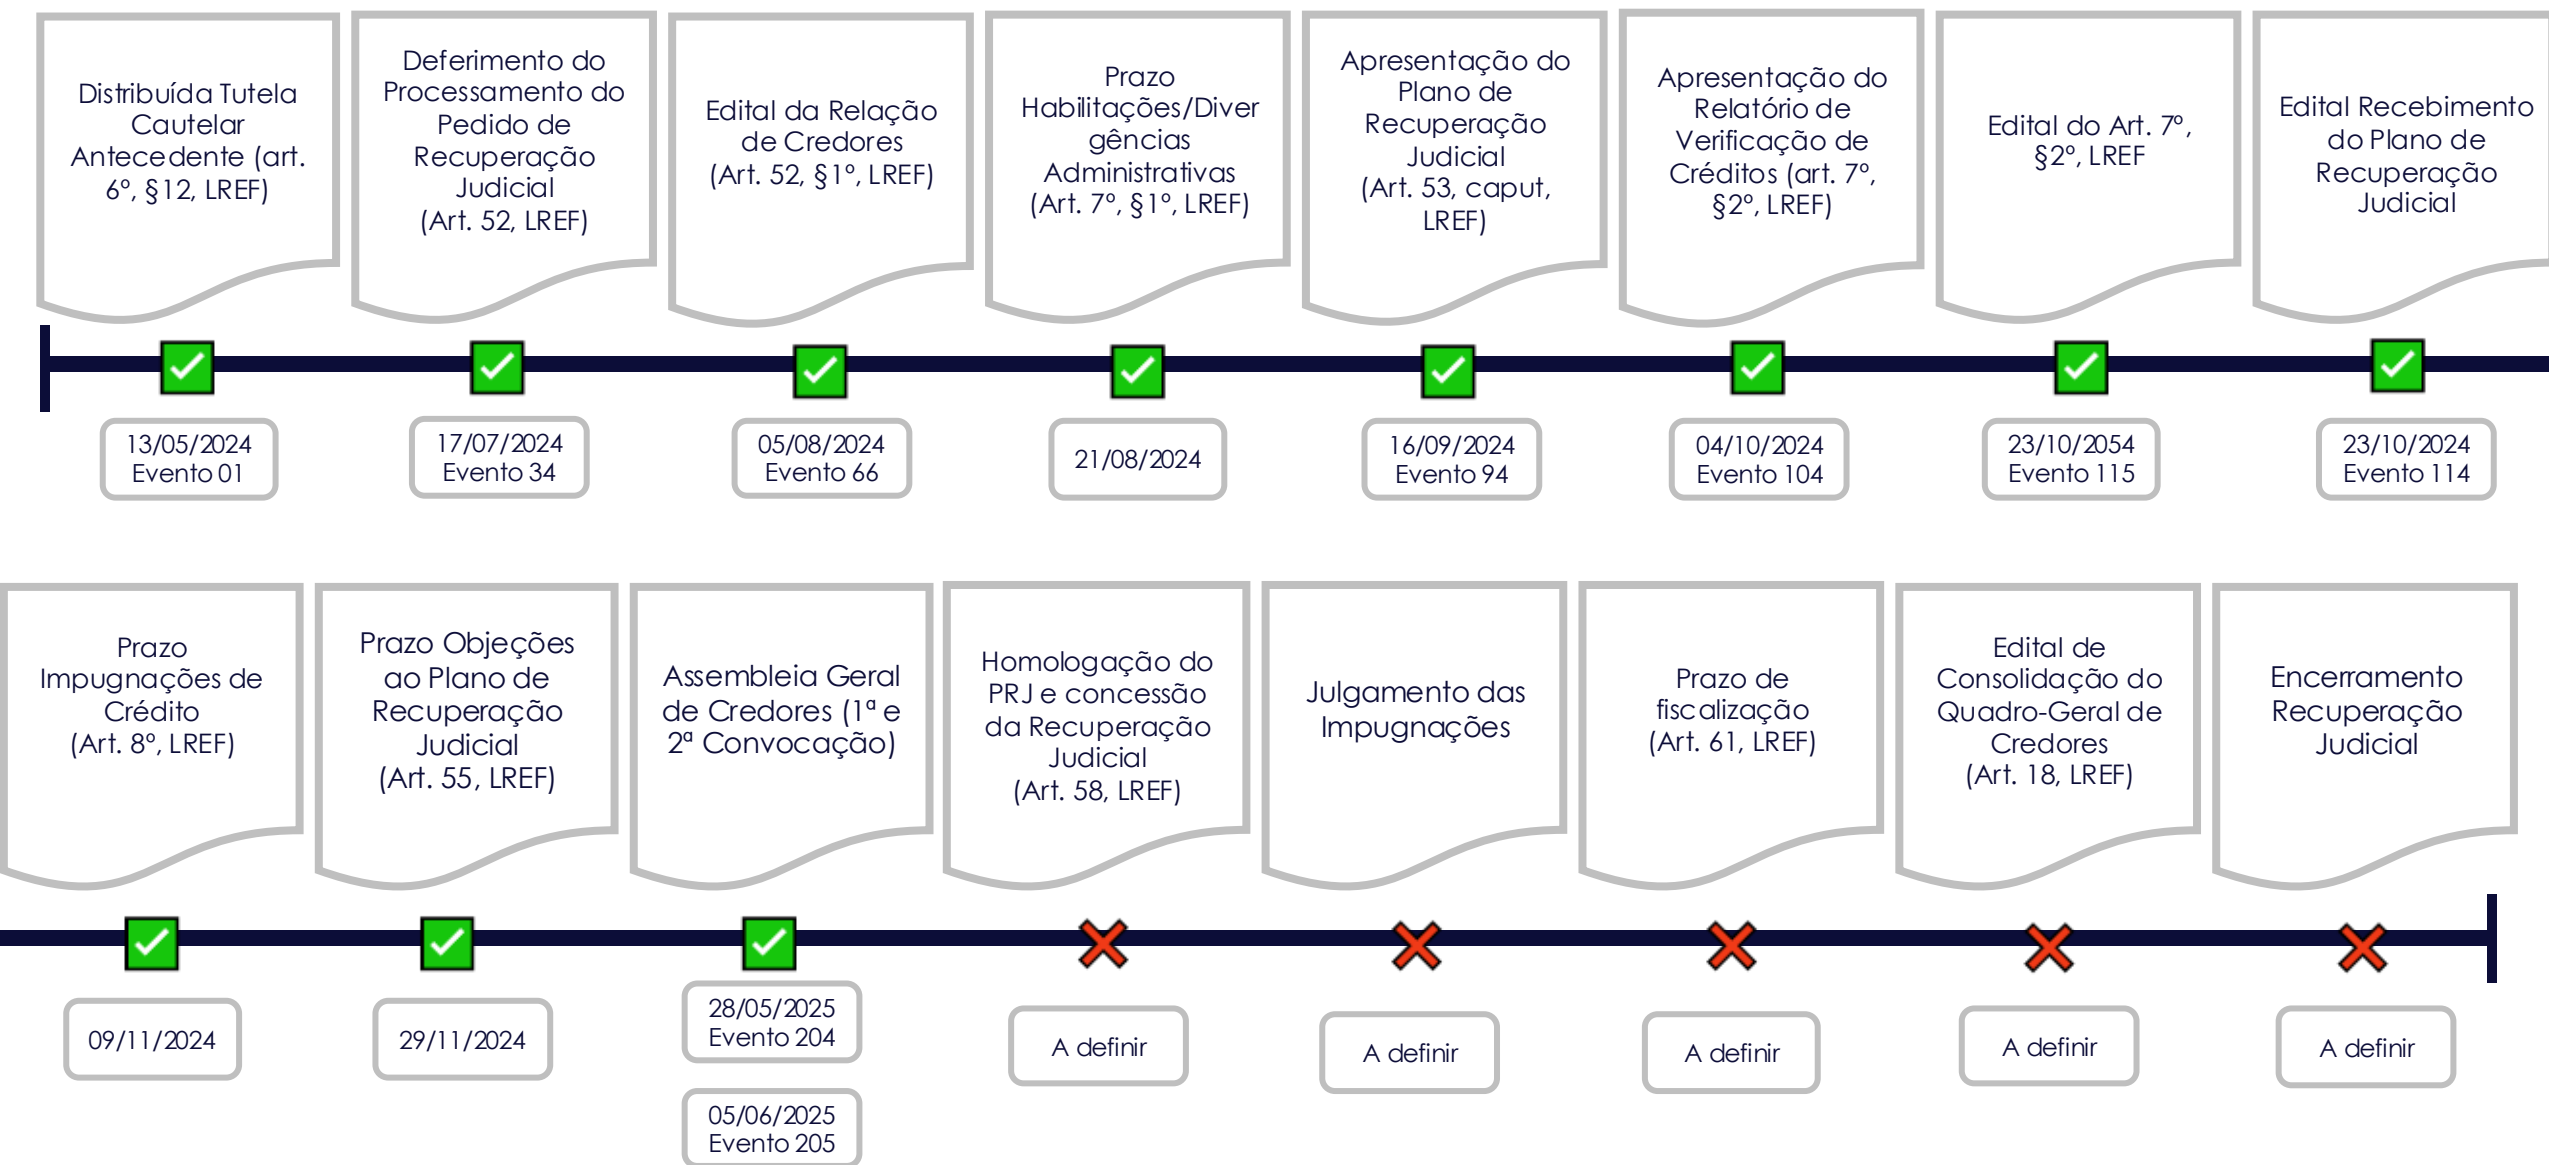 Distribuída Tutela
Cautelar
Antecedente (art.
6º, §12, LREF)
Deferimento do
Processamento do
Pedido de
Recuperação
Judicial
(Art. 52, LREF)
Edital da Relação
de Credores
(Art. 52, §1º, LREF)
Prazo
Habilitações/Diver
gências
Administrativas
(Art. 7º, §1º, LREF)
Apresentação do
Plano de
Recuperação
Judicial
(Art. 53, caput,
LREF)
Apresentação do
Relatório de
Verificação de
Créditos (art. 7º,
§2º, LREF)
Edital do Art. 7º,
§2º, LREF
Edital Recebimento
do Plano de
Recuperação
Judicial
13/05/2024
Evento 01
17/07/2024
Evento 34
05/08/2024
Evento 66
21/08/2024
16/09/2024
Evento 94
04/10/2024
Evento 104
23/10/2054
Evento 115
23/10/2024
Evento 114
Prazo
Impugnações de
Crédito
(Art. 8º, LREF)
Prazo Objeções
ao Plano de
Recuperação
Judicial
(Art. 55, LREF)
Assembleia Geral
de Credores (1ª e
2ª Convocação)
Homologação do
PRJ e concessão
da Recuperação
Judicial
(Art. 58, LREF)
Julgamento das
Impugnações
Prazo de
fiscalização
(Art. 61, LREF)
Edital de
Consolidação do
Quadro-Geral de
Credores
(Art. 18, LREF)
Encerramento
Recuperação
Judicial
09/11/2024
29/11/2024
28/05/2025
Evento 204
05/06/2025
Evento 205
A definir
A definir
A definir
A definir
A definir